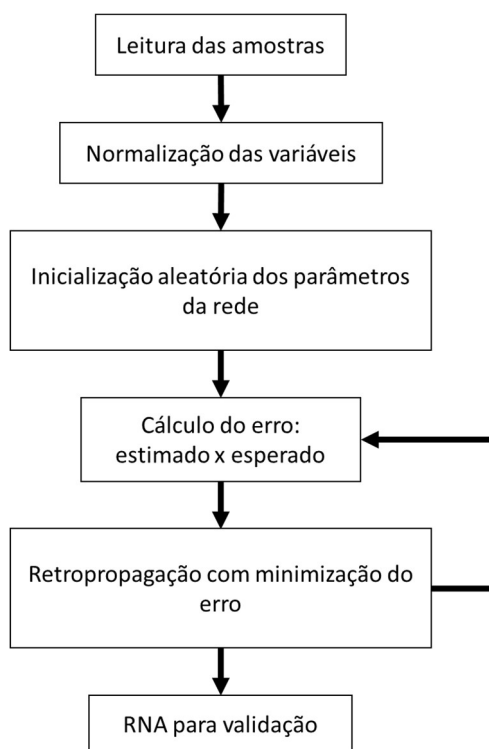 Leitura das amostras
Normalização das variáveis
Inicialização aleatória dos parâmetros
da rede
Cálculo do erro:
estimado x esperado
Retropropagação com minimização do
erro
RNA para validação